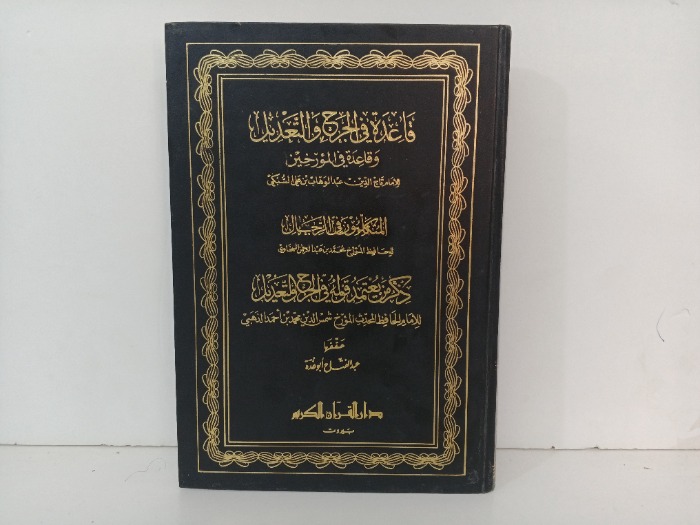 قاعدة في الجرح والتعديل
وقاعدة في المؤرخين
للإمام تاج الدين عبد الوهاب بن علي السبكي
المتكلمون في الرجال
للحافظ المؤرخ محمد بن عبد الرحمن السخاوي
ذكر من يعتمد قوله في الجرح والتعديل
للإمام الحافظ المحدث المؤرخ شمس الدين محمد بن أحمد الذهبي
حققها
عبد الفتاح أبو غدة
دار القرآن الكريم
بيروت